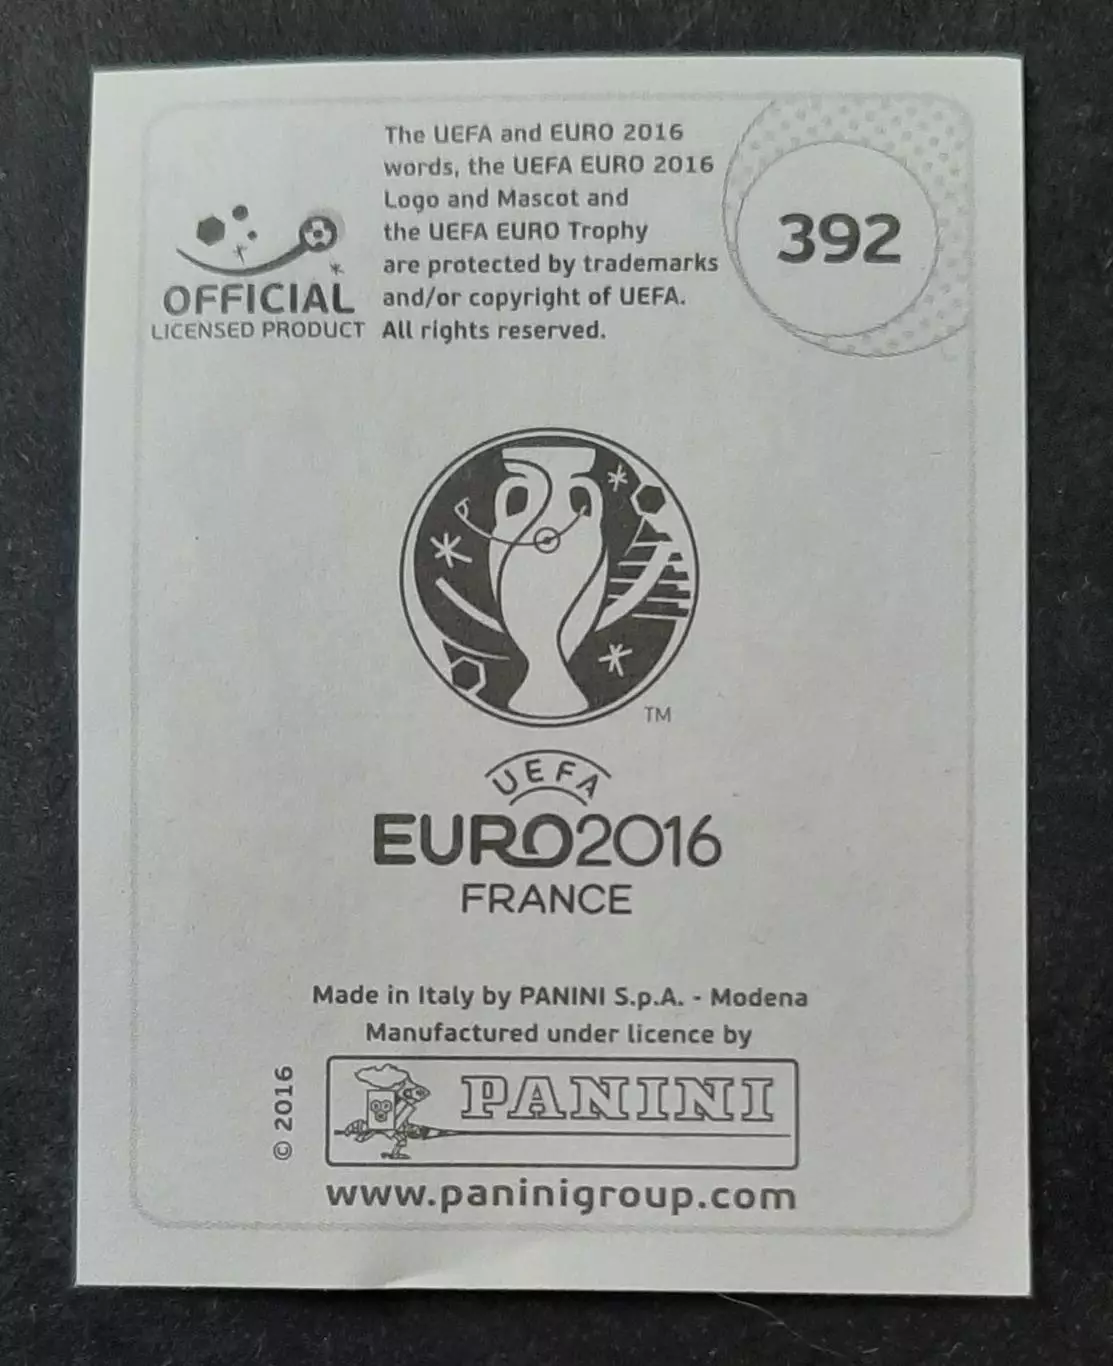 The UEFA and EURO 2016
words, the UEFA EURO 2016
Logo and Mascot and
the UEFA EURO Trophy
are protected by trademarks
and/or copyright of UEFA.
All rights reserved.
OFFICIAL
LICENSED PRODUCT
392
TM
UEFA
EURO2016
FRANCE
Made in Italy by PANINI S.p.A. - Modena
Manufactured under licence by
© 2016
PANINI
www.paninigroup.com